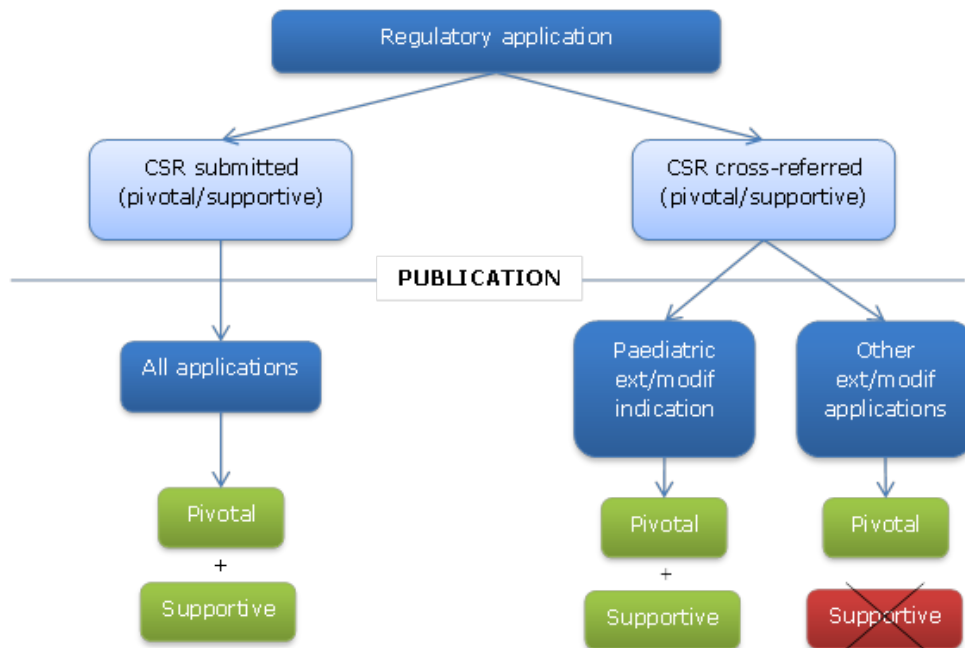 Regulatory application
CSR submitted
(pivotal/supportive)
CSR cross-referred
(pivotal/supportive)
PUBLICATION
All applications
Paediatric
ext/modif
indication
Other
ext/modif
applications
Pivotal
+
Supportive
Pivotal
+
Supportive
Pivotal
Supportive